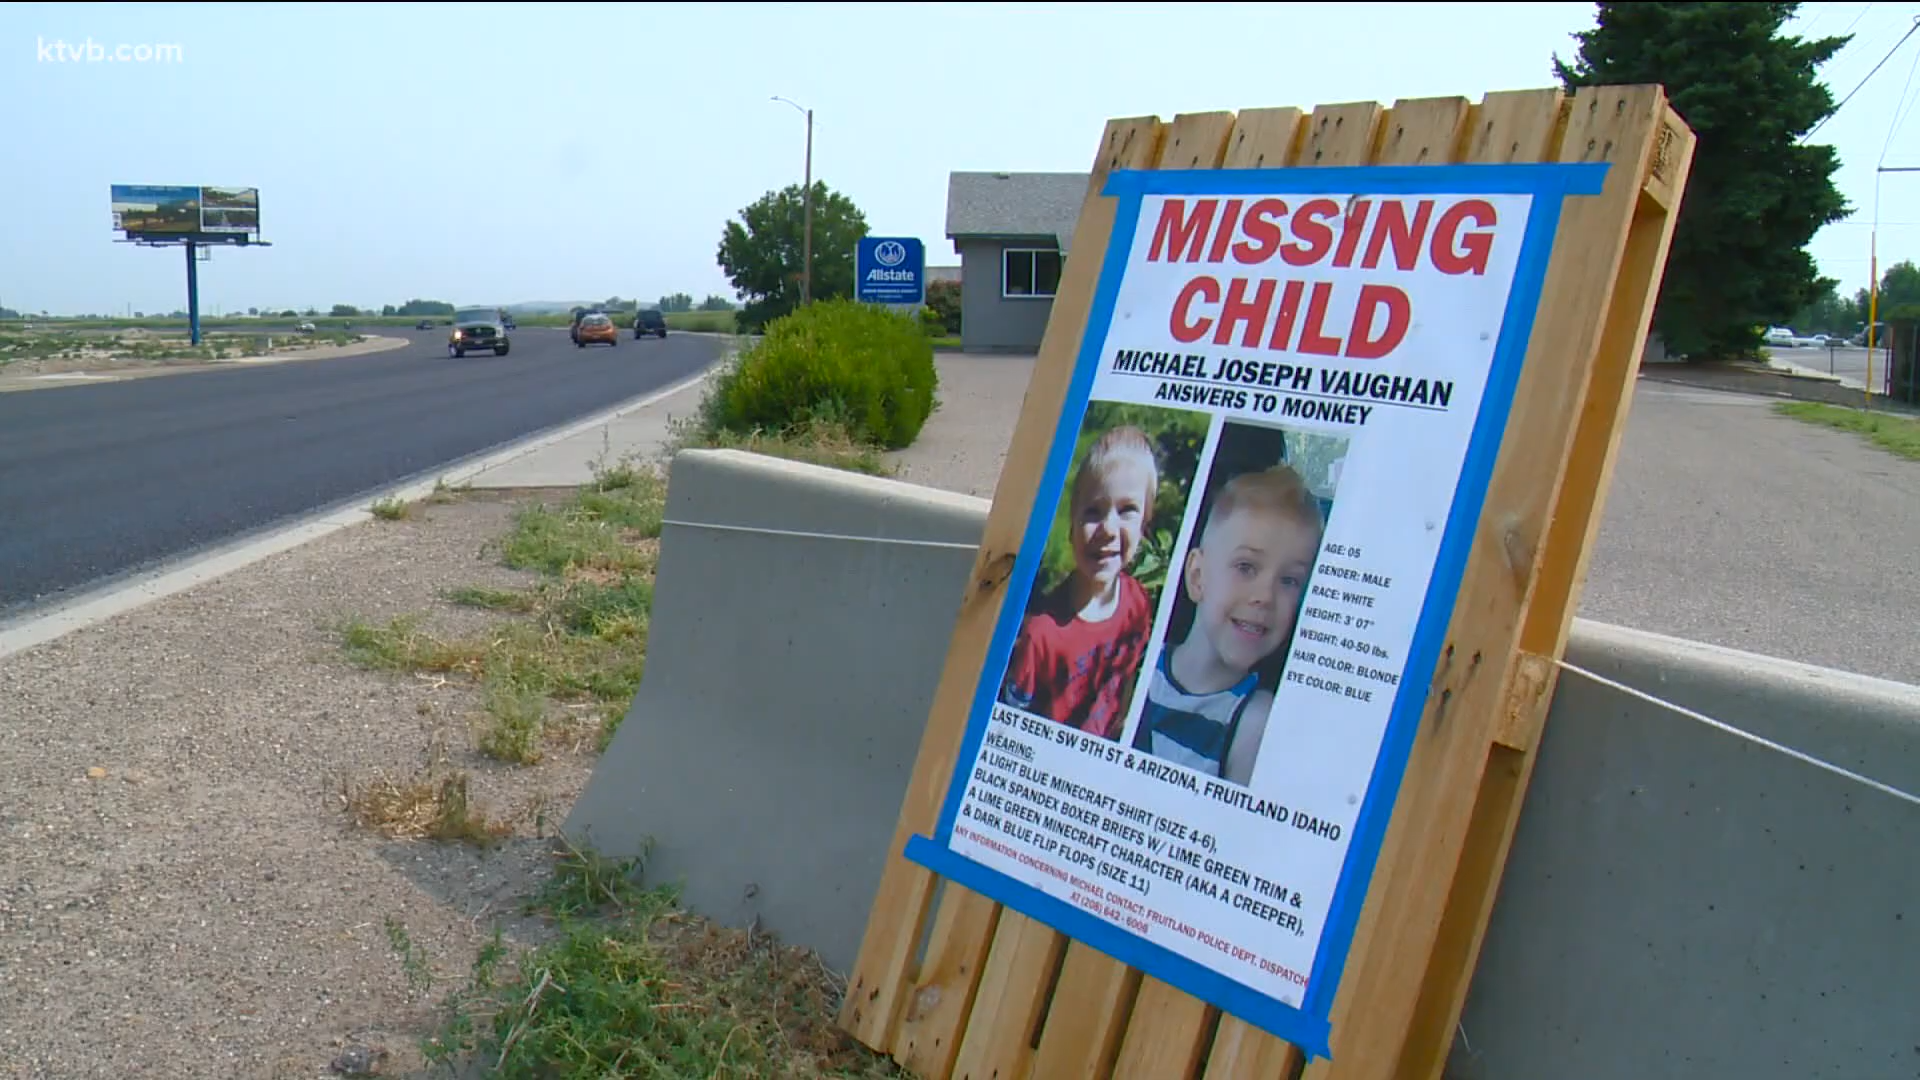 ktvb.com
Allstate
MISSING
CHILD
MICHAEL JOSEPH VAUGHAN
ANSWERS TO MONKEY
AGE: 05
GENDER: MALE
RACE: WHITE
HEIGHT: 3' 07"
WEIGHT: 40-50 lbs.
HAIR COLOR: BLONDE
EYE COLOR: BLUE
LAST SEEN: SW 9TH ST & ARIZONA, FRUITLAND IDAHO
WEARING:
A LIGHT BLUE MINECRAFT SHIRT (SIZE 4-6),
BLACK SPANDEX BOXER BRIEFS W/ LIME GREEN TRIM &
A LIME GREEN MINECRAFT CHARACTER (AKA A CREEPER),
& DARK BLUE FLIP FLOPS (SIZE 11)
ANY INFORMATION CONCERNING MICHAEL CONTACT: FRUITLAND POLICE DEPT. DISPATCH
AT (208) 642 - 6006